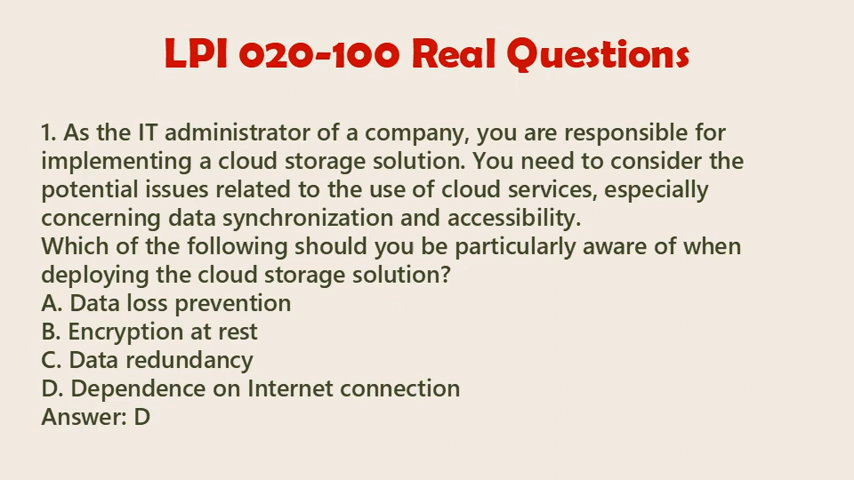 LPI 020-100 Real Questions
1. As the IT administrator of a company, you are responsible for
implementing a cloud storage solution. You need to consider the
potential issues related to the use of cloud services, especially
concerning data synchronization and accessibility.
Which of the following should you be particularly aware of when
deploying the cloud storage solution?
A. Data loss prevention
B. Encryption at rest
C. Data redundancy
D. Dependence on Internet connection
Answer: D